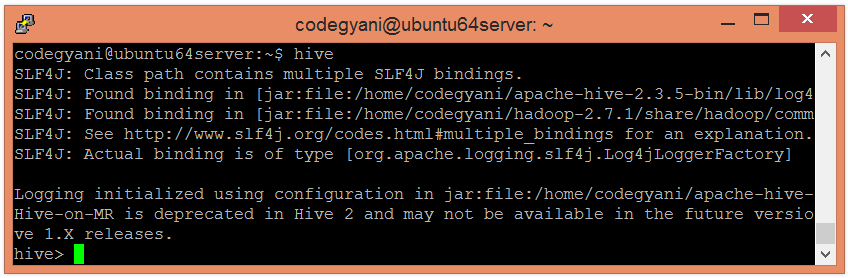 codegyani@ubuntu64server: ~
codegyani@ubuntu64server:~$ hive
SLF4J: Class path contains multiple SLF4J bindings.
SLF4J: Found binding in [jar:file:/home/codegyani/apache-hive-2.3.5-bin/lib/log4
SLF4J: Found binding in [jar:file:/home/codegyani/hadoop-2.7.1/share/hadoop/comm
SLF4J: See http://www.slf4j.org/codes.html#multiple_bindings for an explanation.
SLF4J: Actual binding is of type [org.apache.logging.slf4j.Log4jLoggerFactory]
Logging initialized using configuration in jar:file:/home/codegyani/apache-hive-
Hive-on-MR is deprecated in Hive 2 and may not be available in the future versio
ve 1.X releases.
hive>